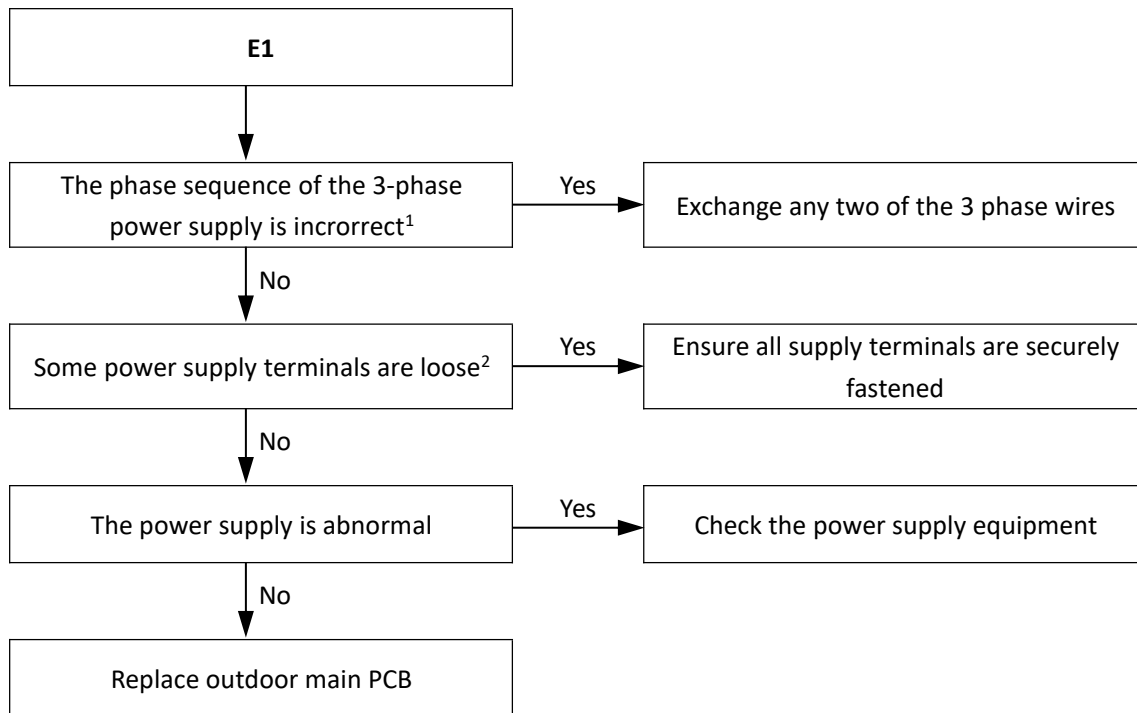 E1
The phase sequence of the 3-phase
power supply is incrorrect¹
Yes
Exchange any two of the 3 phase wires
No
Some power supply terminals are loose²
Yes
Ensure all supply terminals are securely
fastened
No
The power supply is abnormal
Yes
Check the power supply equipment
No
Replace outdoor main PCB